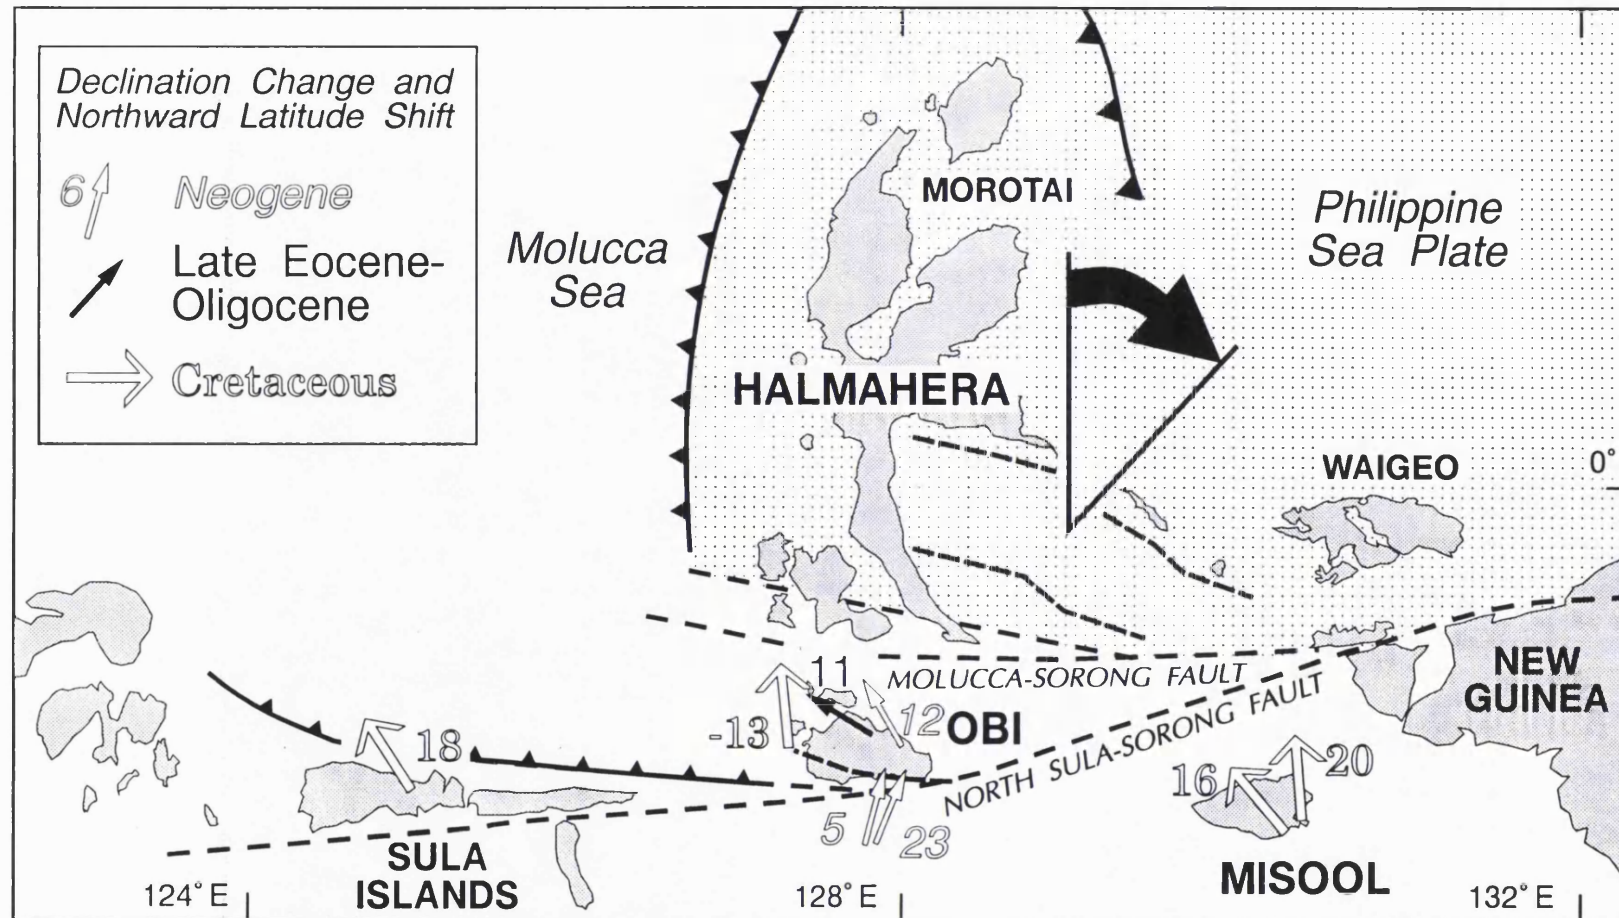 Declination Change and
Northward Latitude Shift
6 Neogene
Late Eocene-
Oligocene
Cretaceous
Molucca
Sea
MOROTAI
Philippine
Sea Plate
HALMAHERA
WAIGEO
0°
NEW
GUINEA
11
MOLUCCA-SORONG FAULT
12
OBI
-13
18
NORTH SULA-SORONG FAULT
16
20
5
23
SULA
ISLANDS
MISOOL
124°E
128°E
132°E